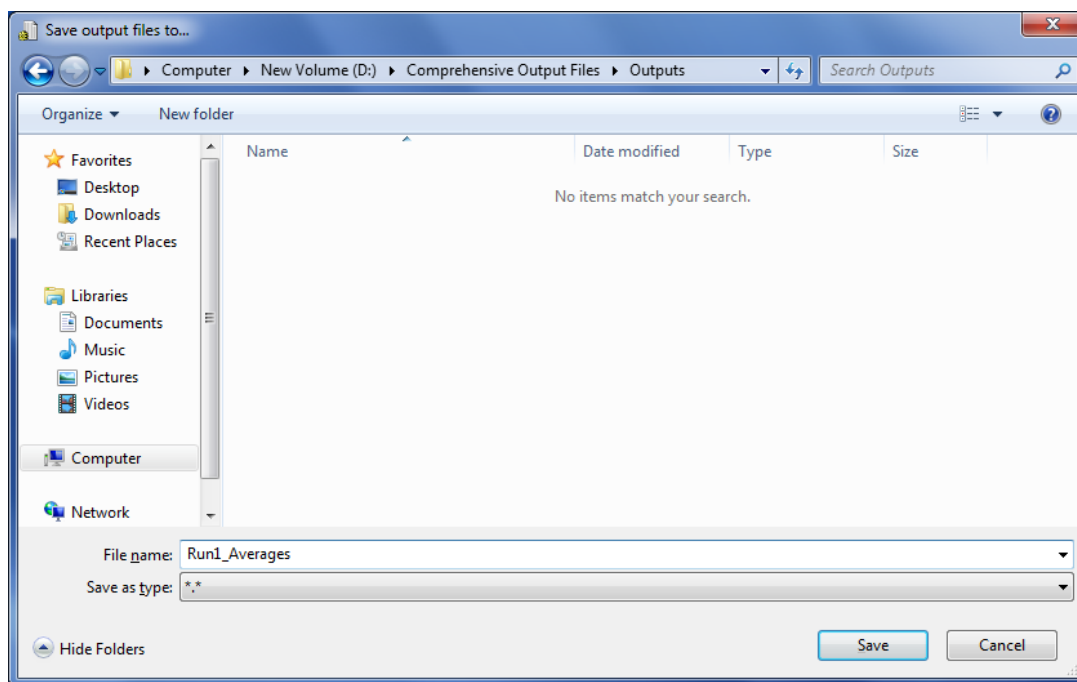 Save output files to...
Computer New Volume (D:) Comprehensive Output Files Outputs Search Outputs
Organize New folder
Favorites
Desktop
Downloads
Recent Places
Libraries
Documents
Music
Pictures
Videos
Computer
Network
Name Date modified Type Size
No items match your search.
File name: Run1_Averages
Save as type: *.*
Hide Folders Save Cancel